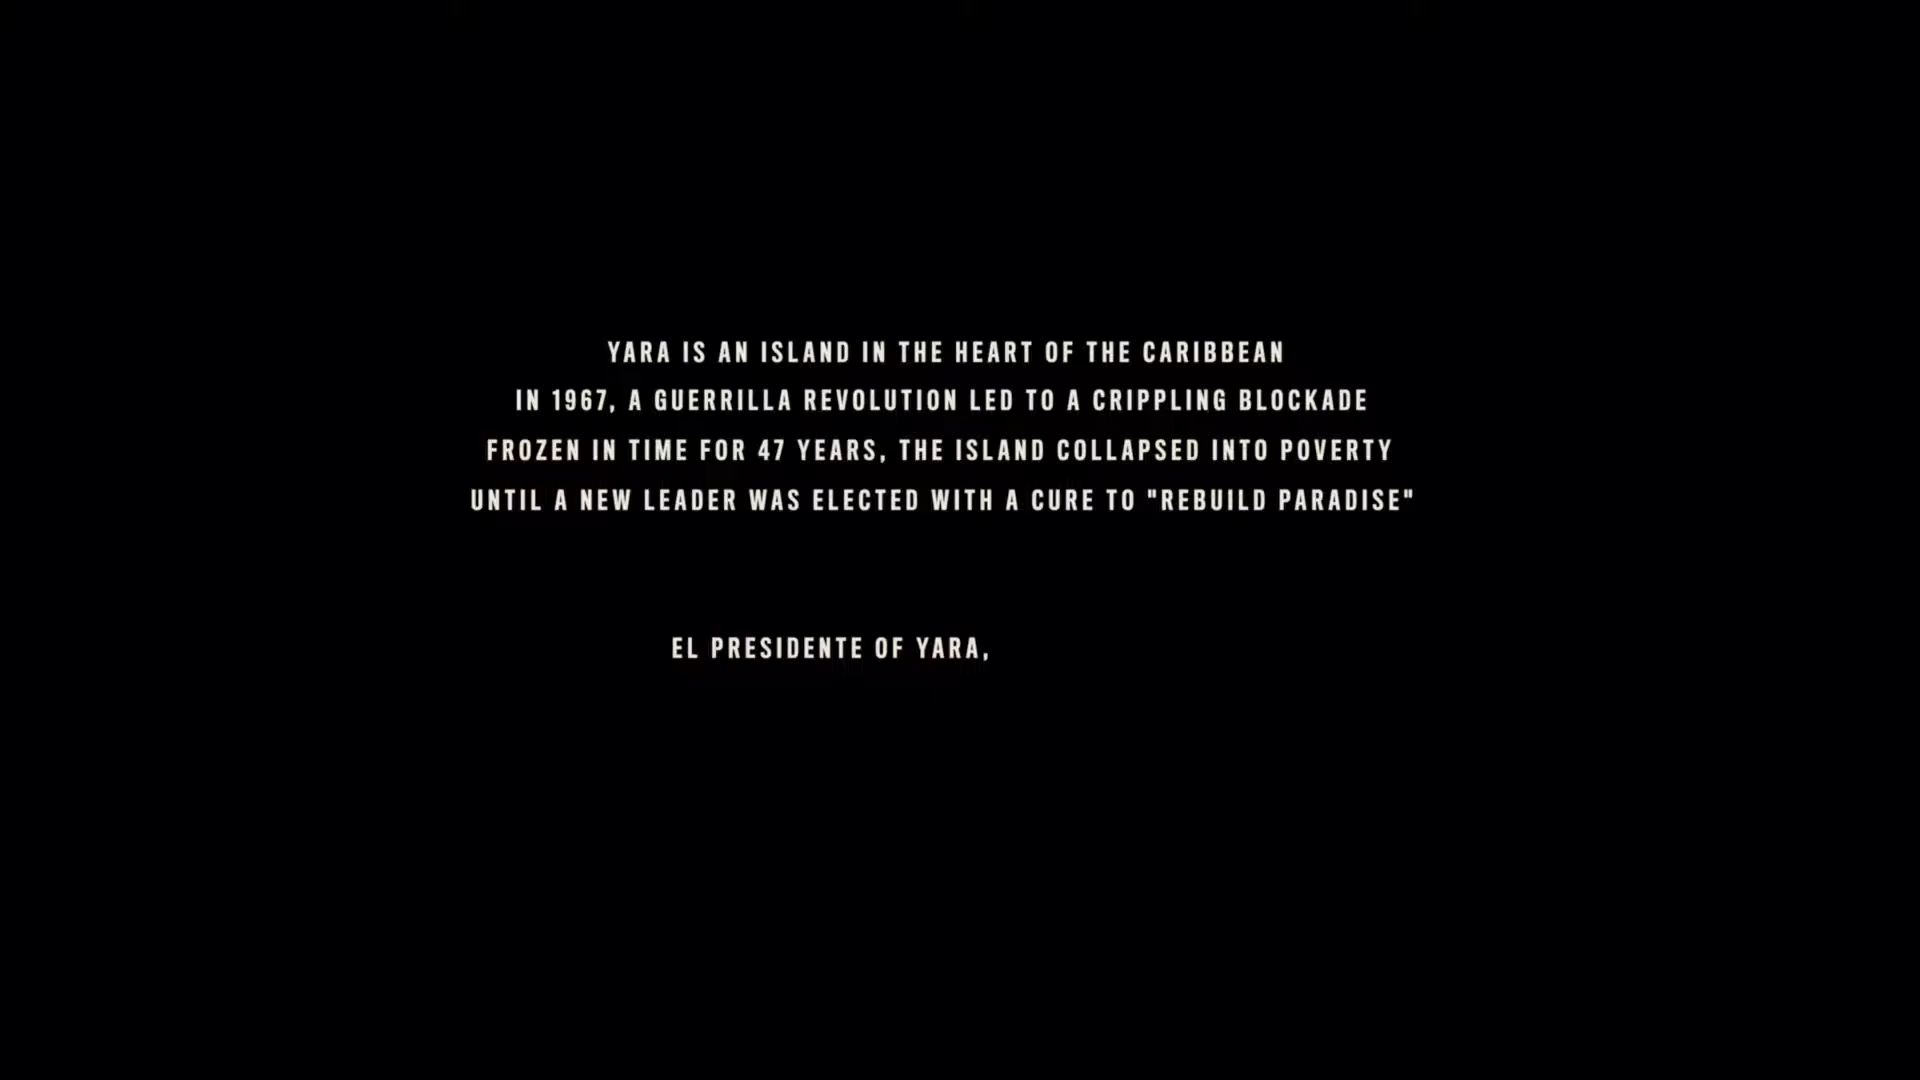 YARA IS AN ISLAND IN THE HEART OF THE CARIBBEAN
IN 1967, A GUERRILLA REVOLUTION LED TO A CRIPPLING BLOCKADE
FROZEN IN TIME FOR 47 YEARS, THE ISLAND COLLAPSED INTO POVERTY
UNTIL A NEW LEADER WAS ELECTED WITH A CURE TO "REBUILD PARADISE"
EL PRESIDENTE OF YARA,